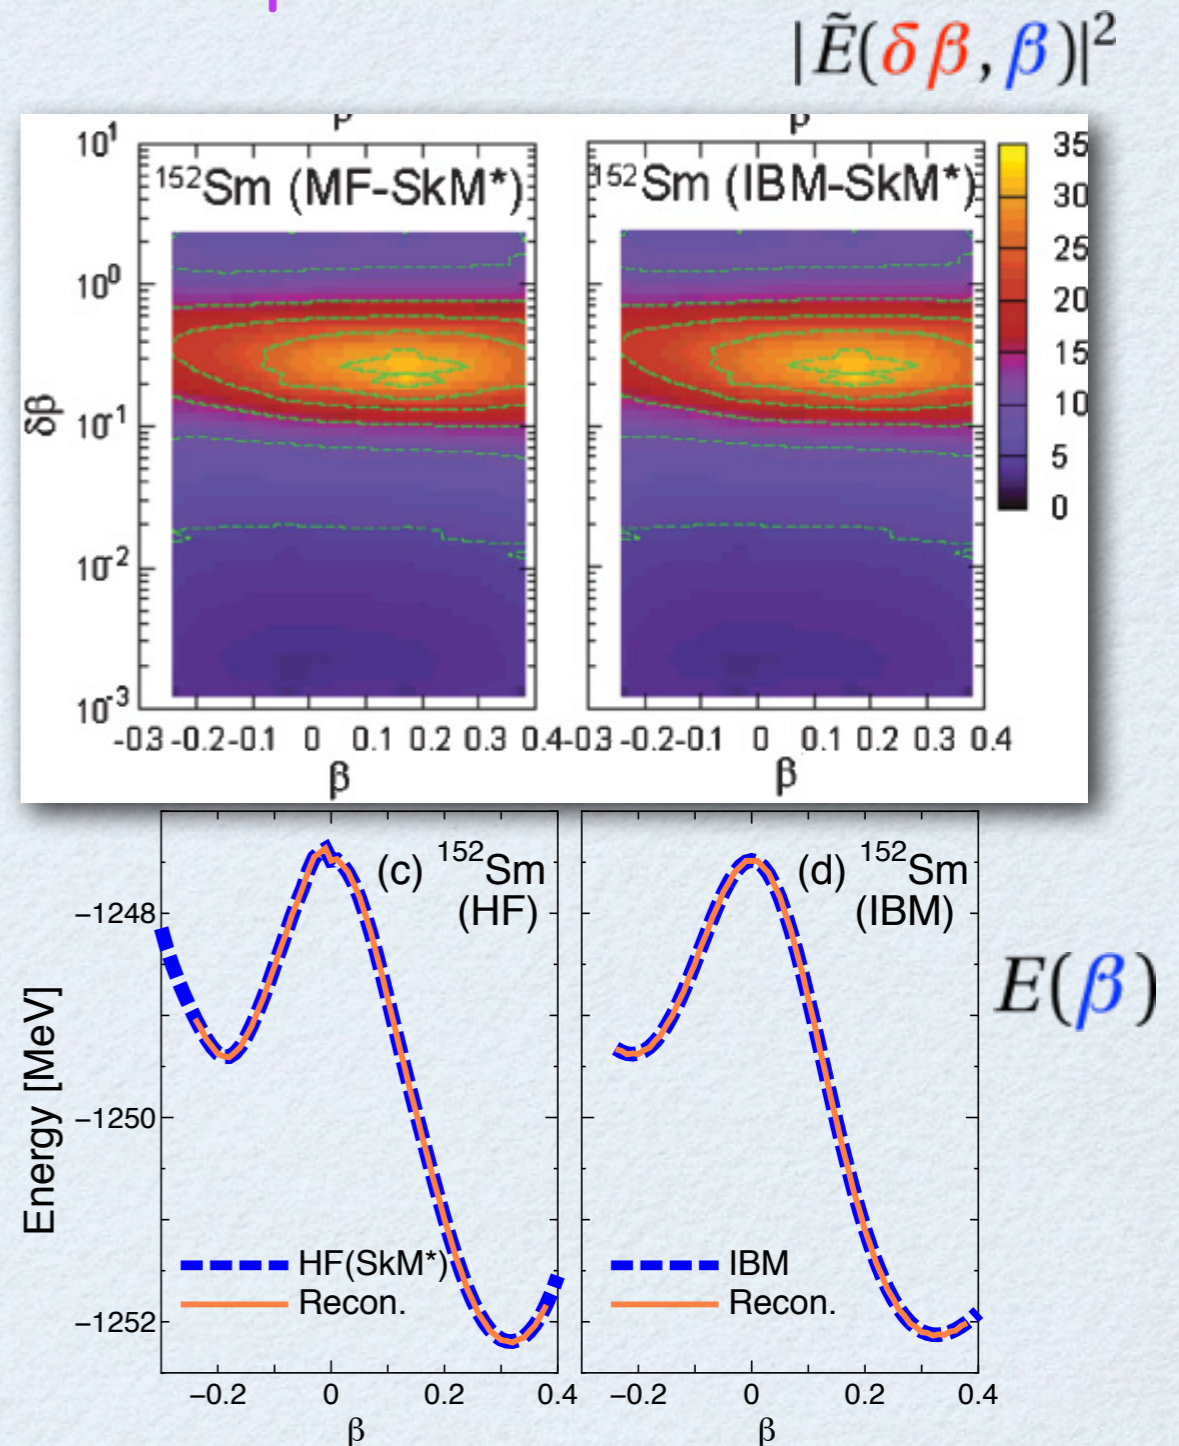 |Ẽ(δβ, β)|²
¹⁵²Sm (MF-SkM*)
¹⁵²Sm (IBM-SkM*)
10¹
10⁰
10⁻¹
10⁻²
10⁻³
δβ
35
30
25
20
15
10
5
0
-0.3 -0.2 -0.1 0 0.1 0.2 0.3 0.4
-0.3 -0.2 -0.1 0 0.1 0.2 0.3 0.4
β
β
(c) ¹⁵²Sm
(HF)
(d) ¹⁵²Sm
(IBM)
−1248
−1250
−1252
Energy [MeV]
E(β)
HF(SkM*)
Recon.
IBM
Recon.
−0.2 0 0.2 0.4
−0.2 0 0.2 0.4
β
β